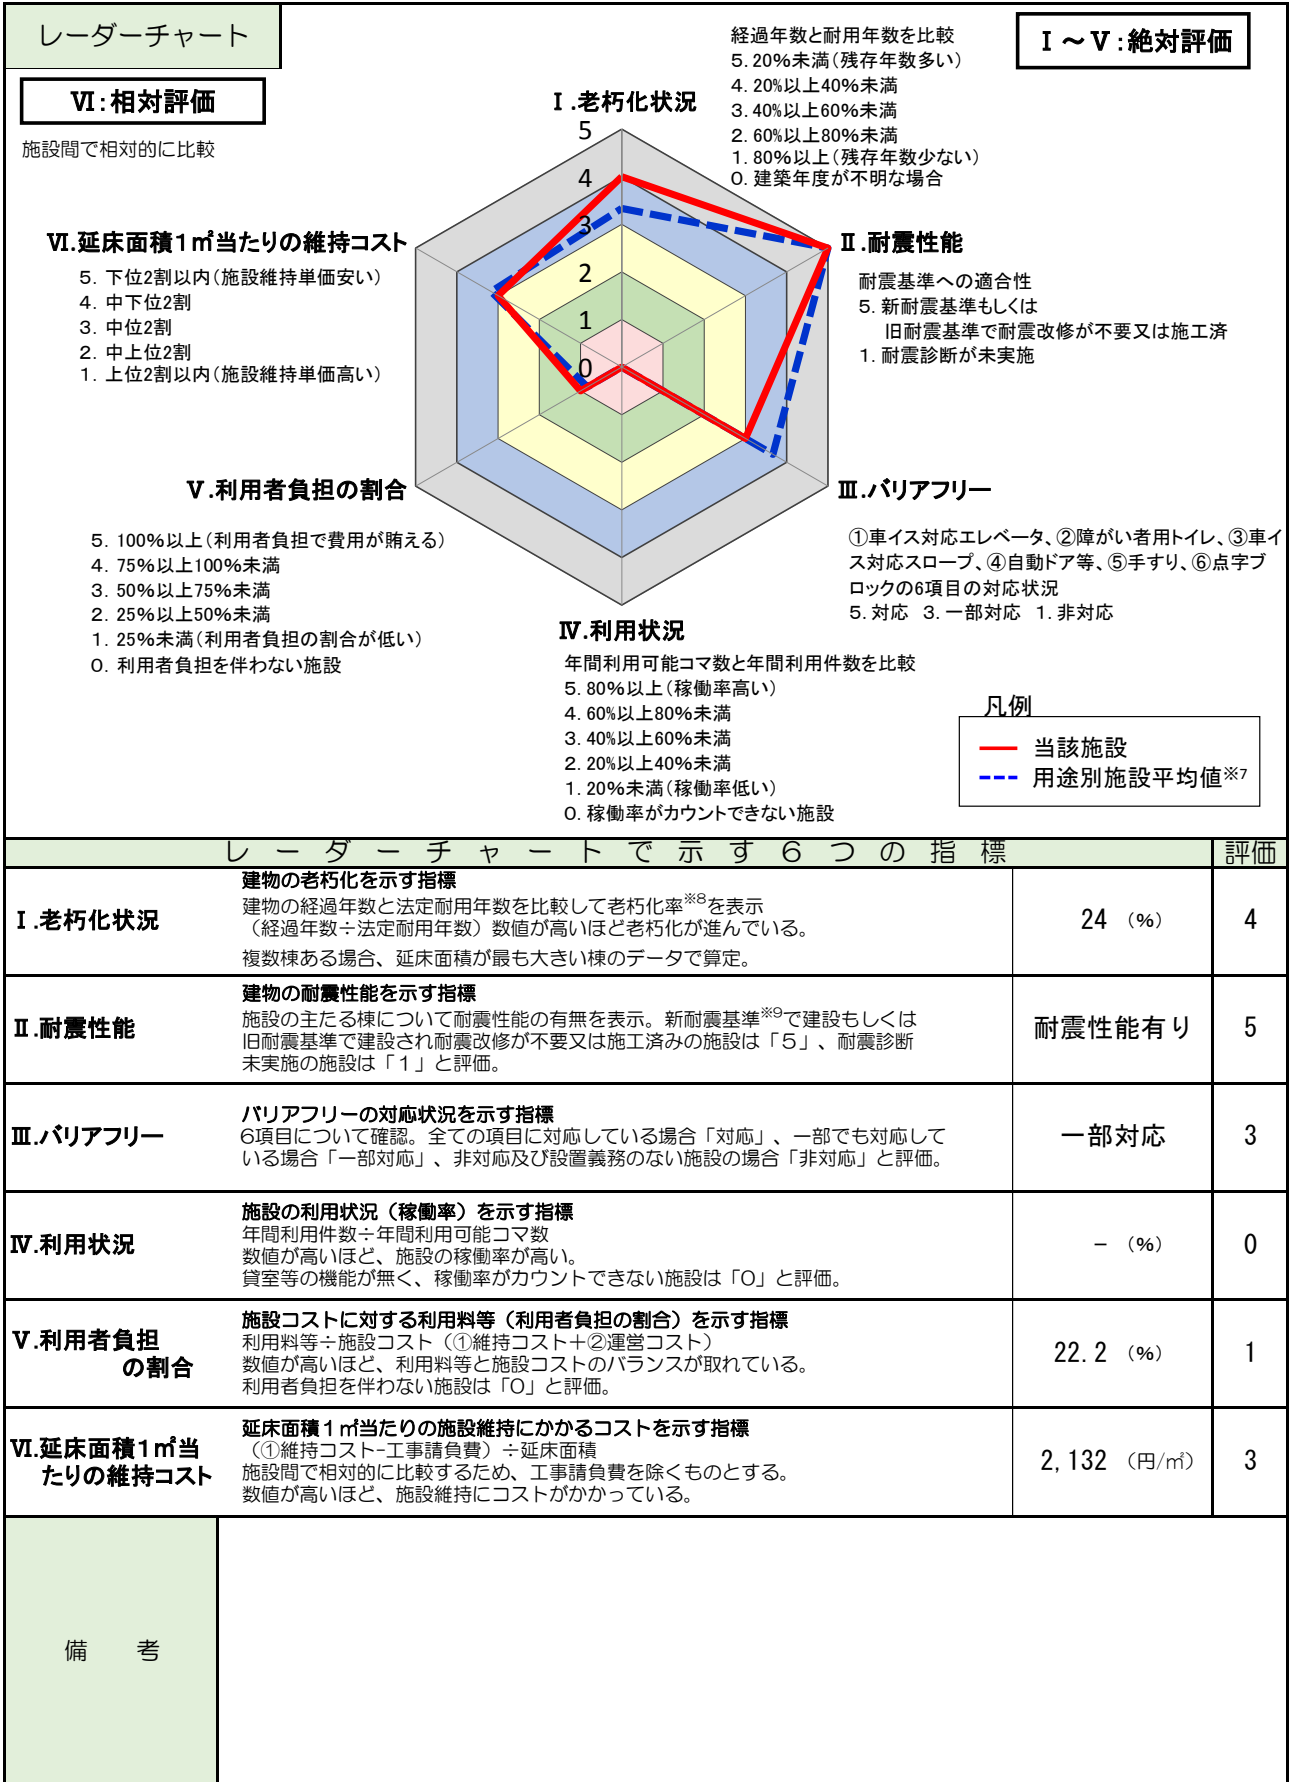 レーダーチャート
Ⅰ～Ⅴ:絶対評価
Ⅵ:相対評価
施設間で相対的に比較
Ⅰ.老朽化状況
経過年数と耐用年数を比較
5. 20%未満(残存年数多い)
4. 20%以上40%未満
3. 40%以上60%未満
2. 60%以上80%未満
1. 80%以上(残存年数少ない)
0. 建築年度が不明な場合
5
4
3
2
1
0
Ⅱ.耐震性能
耐震基準への適合性
5. 新耐震基準もしくは
旧耐震基準で耐震改修が不要又は施工済
1. 耐震診断が未実施
Ⅵ.延床面積1㎡当たりの維持コスト
5. 下位2割以内(施設維持単価安い)
4. 中下位2割
3. 中位2割
2. 中上位2割
1. 上位2割以内(施設維持単価高い)
Ⅴ.利用者負担の割合
5. 100%以上(利用者負担で費用が賄える)
4. 75%以上100%未満
3. 50%以上75%未満
2. 25%以上50%未満
1. 25%未満(利用者負担の割合が低い)
0. 利用者負担を伴わない施設
Ⅲ.バリアフリー
①車イス対応エレベータ、②障がい者用トイレ、③車イ
ス対応スロープ、④自動ドア等、⑤手すり、⑥点字ブ
ロックの6項目の対応状況
5. 対応 3. 一部対応 1. 非対応
Ⅳ.利用状況
年間利用可能コマ数と年間利用件数を比較
5. 80%以上(稼働率高い)
4. 60%以上80%未満
3. 40%以上60%未満
2. 20%以上40%未満
1. 20%未満(稼働率低い)
0. 稼働率がカウントできない施設
凡例
当該施設
用途別施設平均値※7
レーダーチャートで示す6つの指標 評価
Ⅰ.老朽化状況
建物の老朽化を示す指標
建物の経過年数と法定耐用年数を比較して老朽化率※8を表示
(経過年数÷法定耐用年数)数値が高いほど老朽化が進んでいる。
複数棟ある場合、延床面積が最も大きい棟のデータで算定。
24 (%) 4
Ⅱ.耐震性能
建物の耐震性能を示す指標
施設の主たる棟について耐震性能の有無を表示。新耐震基準※9で建設もしくは
旧耐震基準で建設され耐震改修が不要又は施工済みの施設は「5」、耐震診断
未実施の施設は「1」と評価。
耐震性能有り 5
Ⅲ.バリアフリー
バリアフリーの対応状況を示す指標
6項目について確認。全ての項目に対応している場合「対応」、一部でも対応して
いる場合「一部対応」、非対応及び設置義務のない施設の場合「非対応」と評価。
一部対応 3
Ⅳ.利用状況
施設の利用状況(稼働率)を示す指標
年間利用件数÷年間利用可能コマ数
数値が高いほど、施設の稼働率が高い。
貸室等の機能が無く、稼働率がカウントできない施設は「0」と評価。
- (%) 0
Ⅴ.利用者負担
の割合
施設コストに対する利用料等(利用者負担の割合)を示す指標
利用料等÷施設コスト(①維持コスト+②運営コスト)
数値が高いほど、利用料等と施設コストのバランスが取れている。
利用者負担を伴わない施設は「0」と評価。
22.2 (%) 1
Ⅵ.延床面積1㎡当
たりの維持コスト
延床面積1㎡当たりの施設維持にかかるコストを示す指標
(①維持コスト-工事請負費)÷延床面積
施設間で相対的に比較するため、工事請負費を除くものとする。
数値が高いほど、施設維持にコストがかかっている。
2,132 (円/㎡) 3
備 考